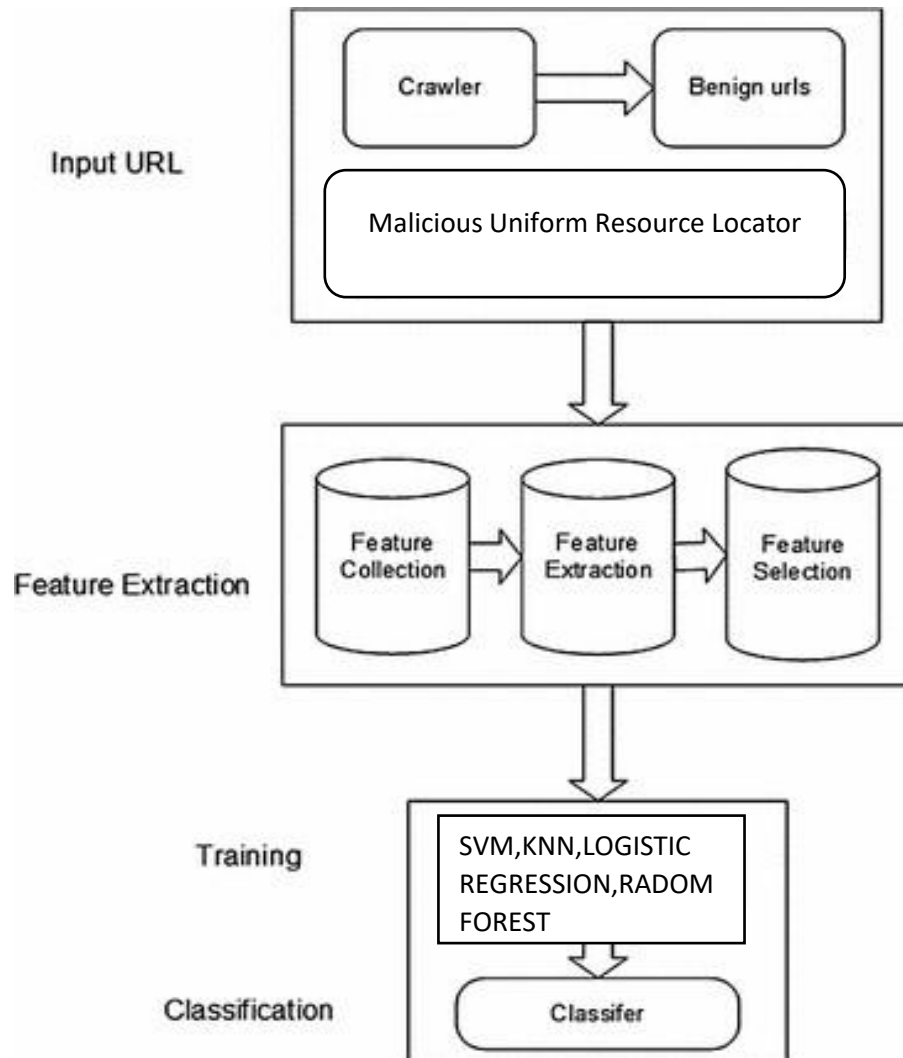 Crawler
Benign urls
Input URL
Malicious Uniform Resource Locator
Feature
Collection
Feature
Extraction
Feature
Selection
Feature Extraction
Training
SVM,KNN,LOGISTIC
REGRESSION,RADOM
FOREST
Classification
Classifer